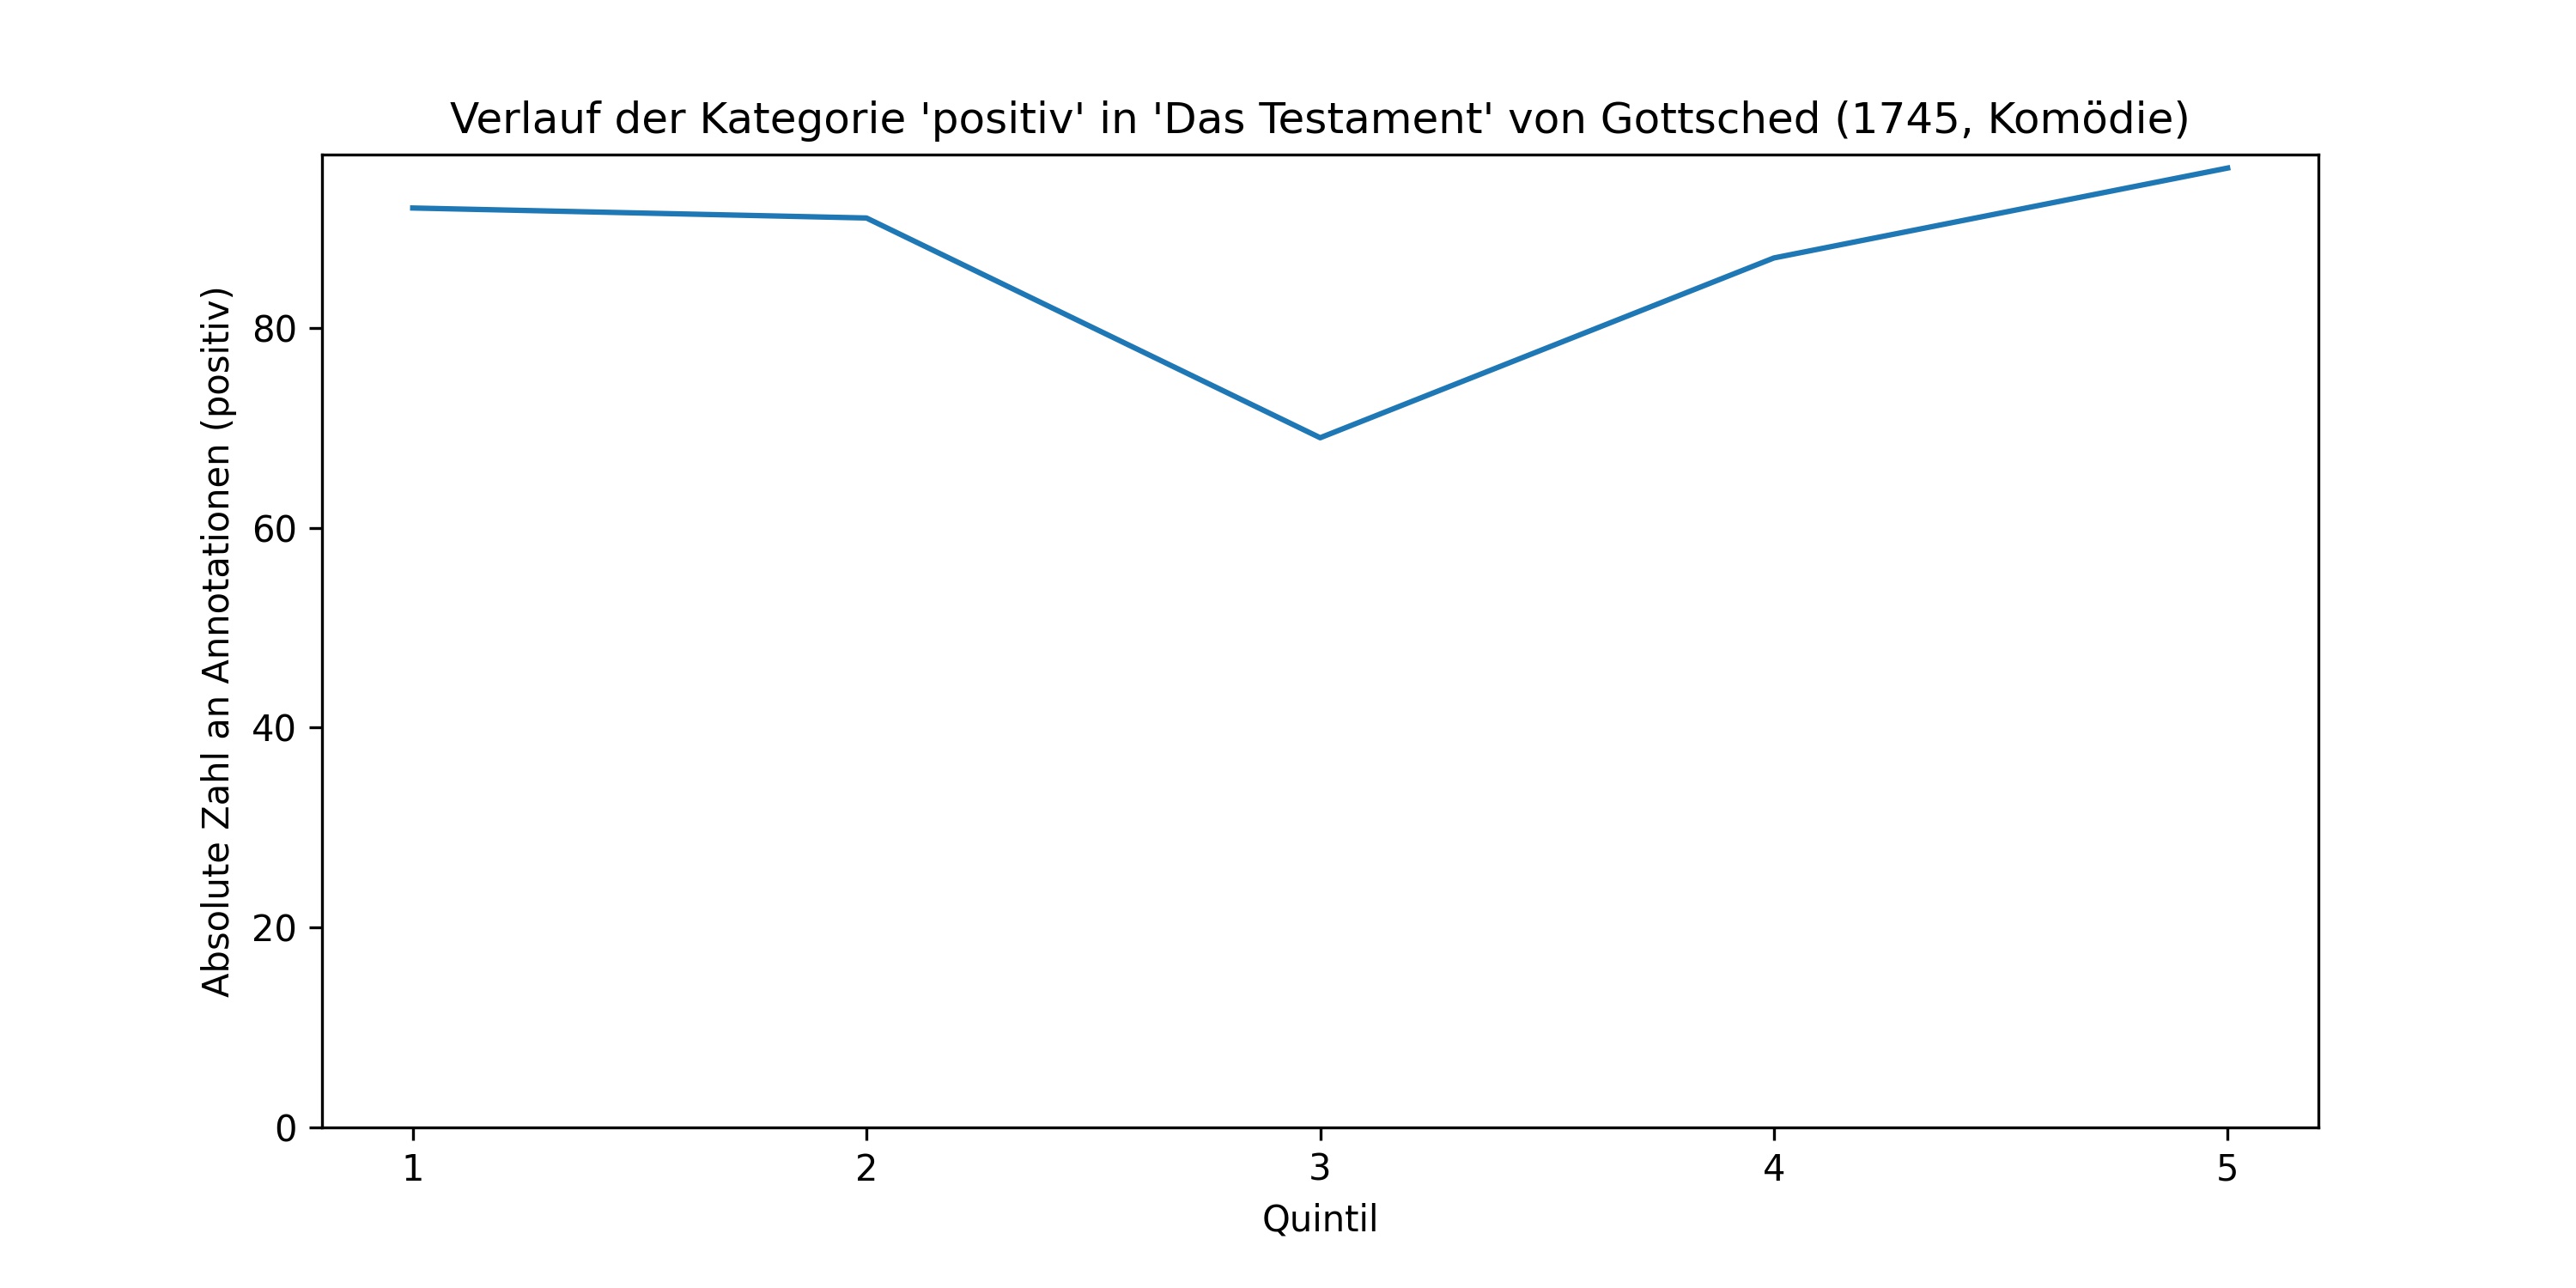 Verlauf der Kategorie 'positiv' in 'Das Testament' von Gottsched (1745, Komödie)
Absolute Zahl an Annotationen (positiv)
80
60
40
20
0
1 2 3 4 5
Quintil